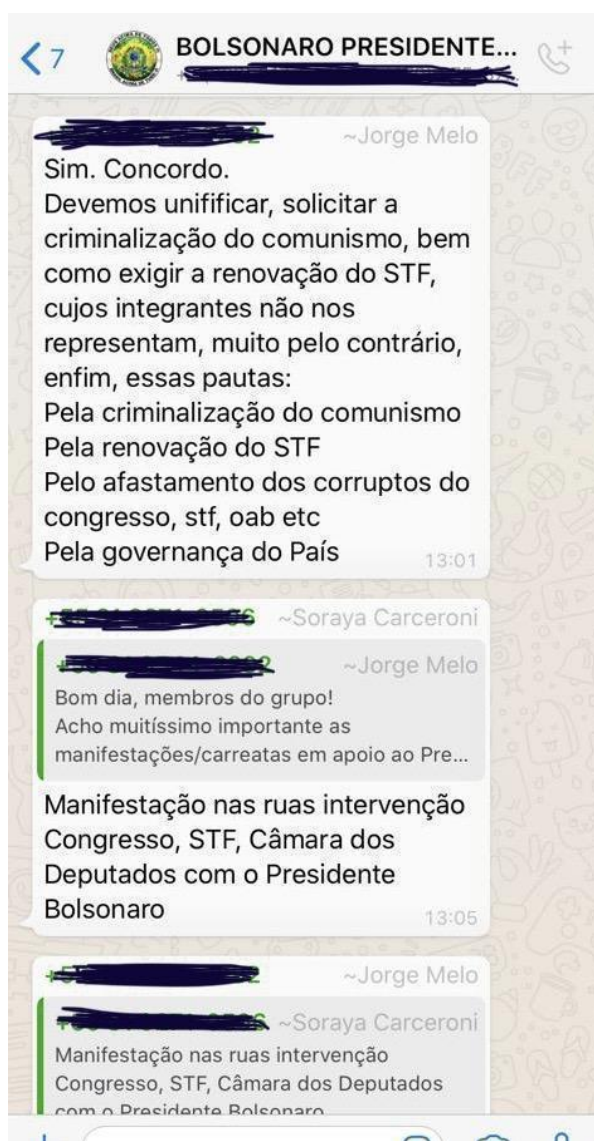 7
BOLSONARO PRESIDENTE...
~Jorge Melo
Sim. Concordo.
Devemos unifificar, solicitar a
criminalização do comunismo, bem
como exigir a renovação do STF,
cujos integrantes não nos
representam, muito pelo contrário,
enfim, essas pautas:
Pela criminalização do comunismo
Pela renovação do STF
Pelo afastamento dos corruptos do
congresso, stf, oab etc
Pela governança do País
13:01
~Soraya Carceroni
~Jorge Melo
Bom dia, membros do grupo!
Acho muitíssimo importante as
manifestações/carreatas em apoio ao Pre...
Manifestação nas ruas intervenção
Congresso, STF, Câmara dos
Deputados com o Presidente
Bolsonaro
13:05
~Jorge Melo
~Soraya Carceroni
Manifestação nas ruas intervenção
Congresso, STF, Câmara dos Deputados
com o Presidente Bolsonaro